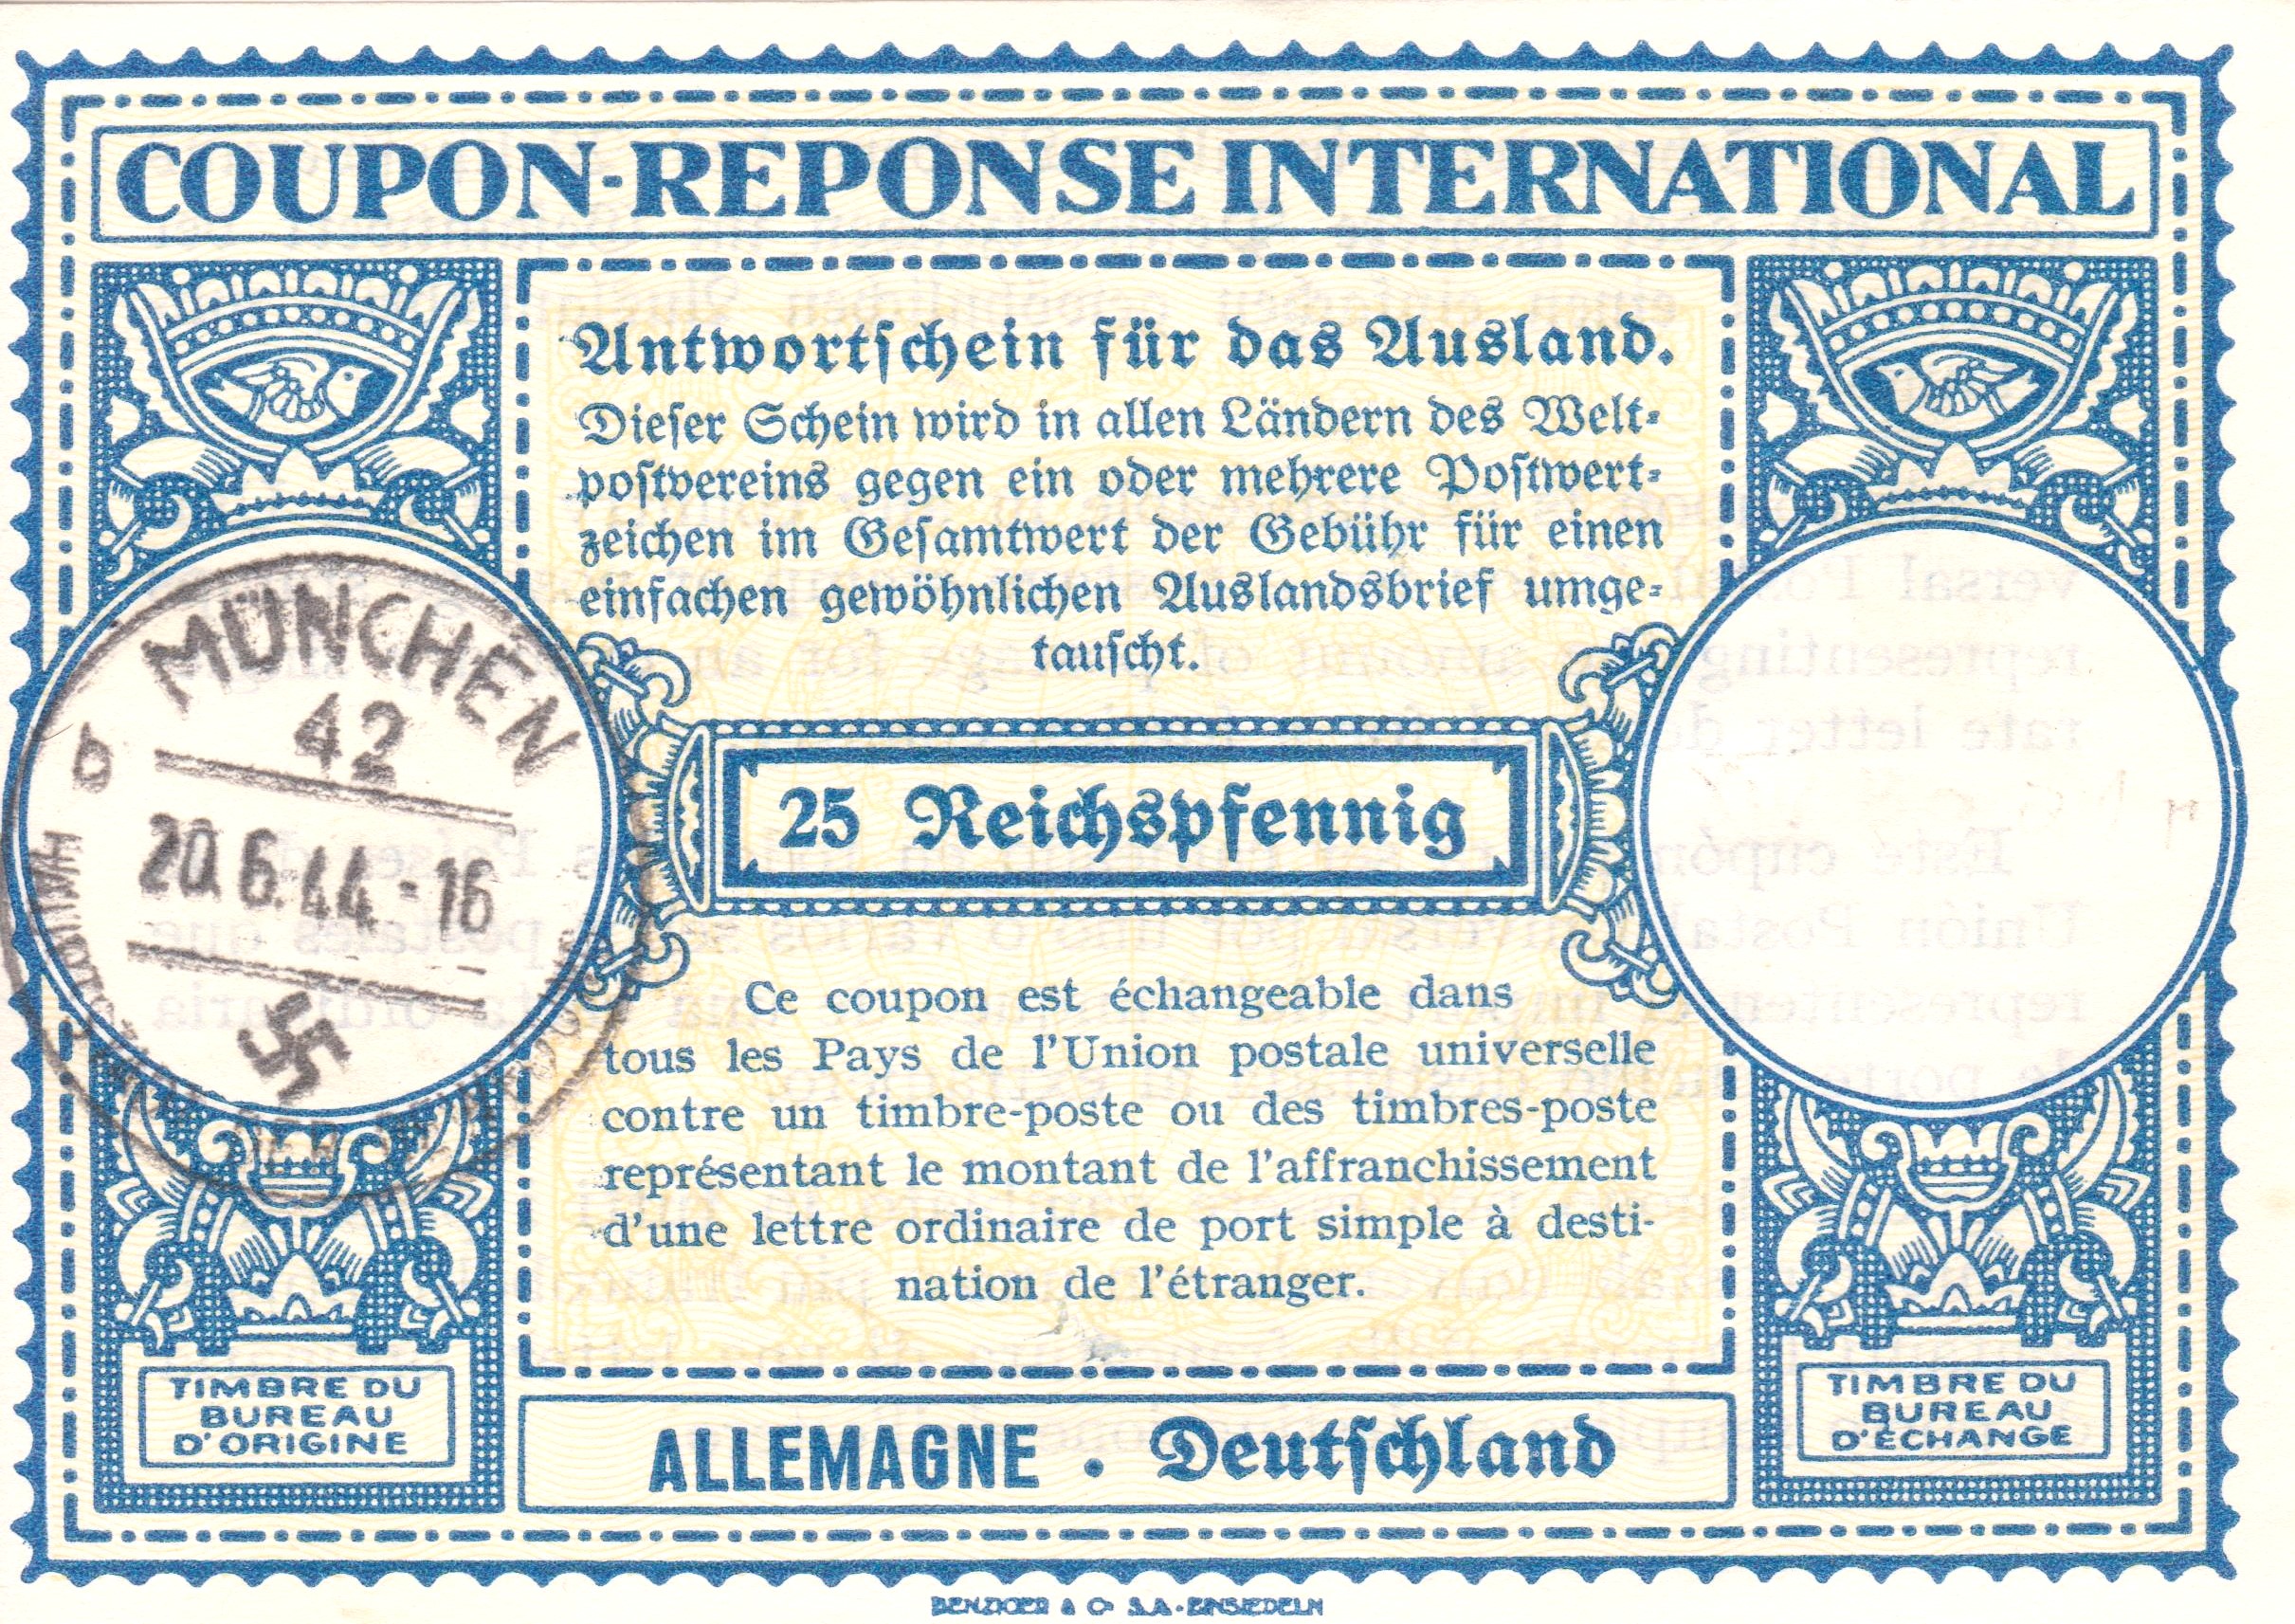 COUPON-REPONSE INTERNATIONAL
Antwortschein für das Ausland.
Dieser Schein wird in allen Ländern des Welt-
postvereins gegen ein oder mehrere Postwert-
zeichen im Gesamtwert der Gebühr für einen
einfachen gewöhnlichen Auslandsbrief umge-
tauscht.
MÜNCHEN
42
b
20.6.44-16
25 Reichspfennig
Ce coupon est échangeable dans
tous les Pays de l'Union postale universelle
contre un timbre-poste ou des timbres-poste
représentant le montant de l'affranchissement
d'une lettre ordinaire de port simple à desti-
nation de l'étranger.
TIMBRE DU
BUREAU
D'ORIGINE
ALLEMAGNE . Deutschland
TIMBRE DU
BUREAU
D'ÉCHANGE
BENZIGER & Co S.A.-EINSIEDELN